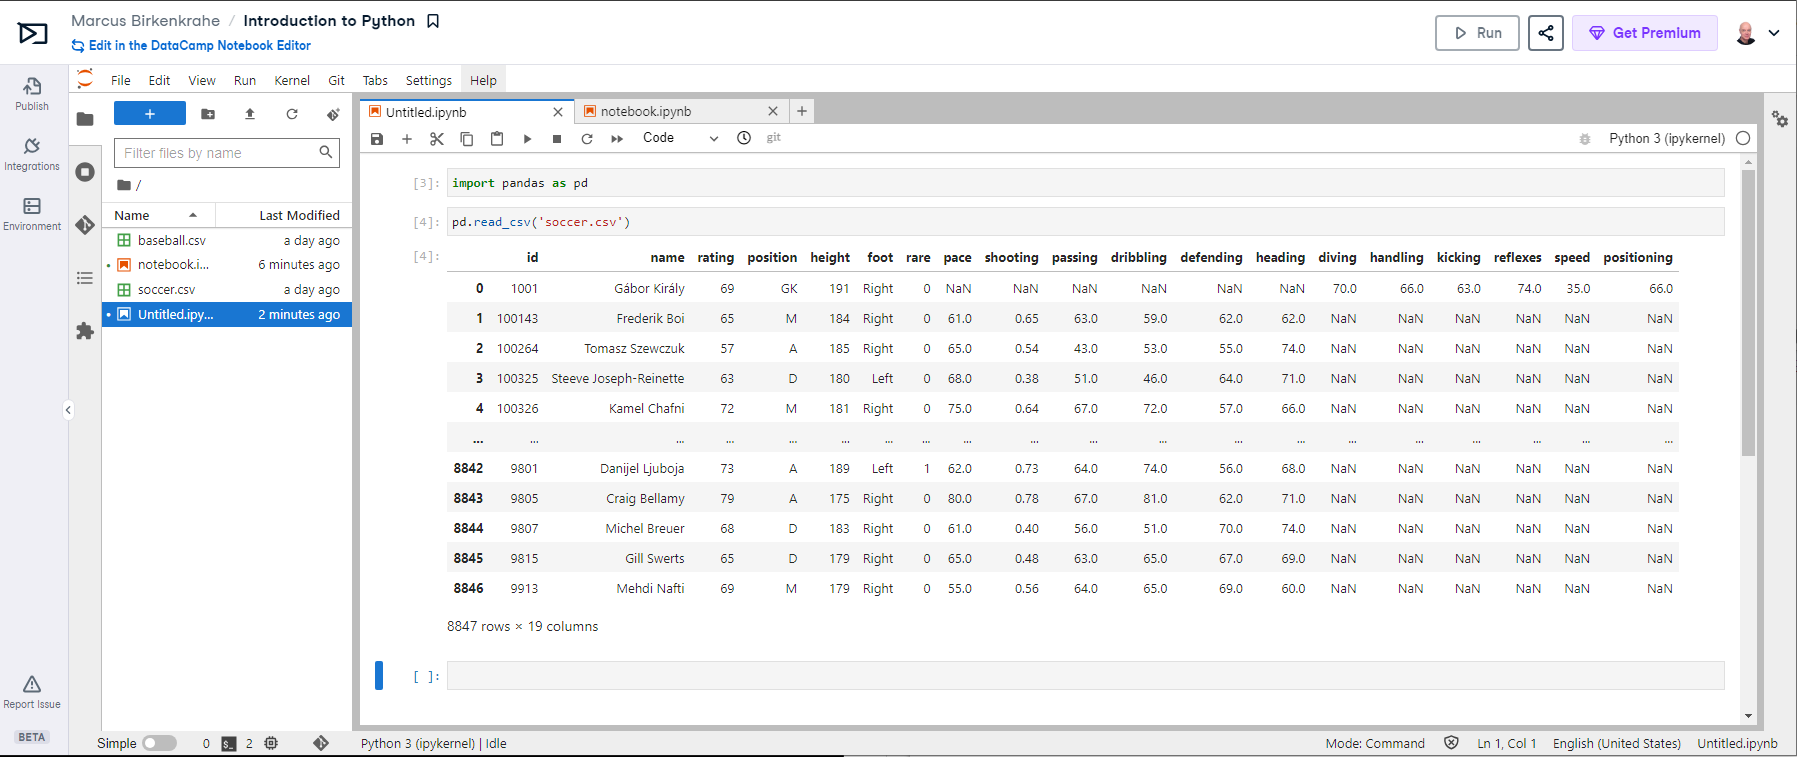 Marcus Birkenkrahe / Introduction to Python
Edit in the DataCamp Notebook Editor
Run
Get Premium
Publish
Integrations
Environment
Report Issue
BETA
File Edit View Run Kernel Git Tabs Settings Help
+
Filter files by name
/
Name Last Modified
baseball.csv a day ago
notebook.i... 6 minutes ago
soccer.csv a day ago
Untitled.ipy... 2 minutes ago
Untitled.ipynb notebook.ipynb +
Code git Python 3 (ipykernel)
[3]: import pandas as pd
[4]: pd.read_csv('soccer.csv')
[4]: id name rating position height foot rare pace shooting passing dribbling defending heading diving handling kicking reflexes speed positioning
0 1001 Gábor Király 69 GK 191 Right 0 NaN NaN NaN NaN NaN NaN 70.0 66.0 63.0 74.0 35.0 66.0
1 100143 Frederik Boi 65 M 184 Right 0 61.0 0.65 63.0 59.0 62.0 62.0 NaN NaN NaN NaN NaN NaN
2 100264 Tomasz Szewczuk 57 A 185 Right 0 65.0 0.54 43.0 53.0 55.0 74.0 NaN NaN NaN NaN NaN NaN
3 100325 Steeve Joseph-Reinette 63 D 180 Left 0 68.0 0.38 51.0 46.0 64.0 71.0 NaN NaN NaN NaN NaN NaN
4 100326 Kamel Chafni 72 M 181 Right 0 75.0 0.64 67.0 72.0 57.0 66.0 NaN NaN NaN NaN NaN NaN
... ... ... ... ... ... ... ... ... ... ... ... ... ... ... ... ... ... ... ...
8842 9801 Danijel Ljuboja 73 A 189 Left 1 62.0 0.73 64.0 74.0 56.0 68.0 NaN NaN NaN NaN NaN NaN
8843 9805 Craig Bellamy 79 A 175 Right 0 80.0 0.78 67.0 81.0 62.0 71.0 NaN NaN NaN NaN NaN NaN
8844 9807 Michel Breuer 68 D 183 Right 0 61.0 0.40 56.0 51.0 70.0 74.0 NaN NaN NaN NaN NaN NaN
8845 9815 Gill Swerts 65 D 179 Right 0 65.0 0.48 63.0 65.0 67.0 69.0 NaN NaN NaN NaN NaN NaN
8846 9913 Mehdi Nafti 69 M 179 Right 0 55.0 0.56 64.0 65.0 69.0 60.0 NaN NaN NaN NaN NaN NaN
8847 rows × 19 columns
[ ]:
Simple 0 2 Python 3 (ipykernel) | Idle Mode: Command Ln 1, Col 1 English (United States) Untitled.ipynb